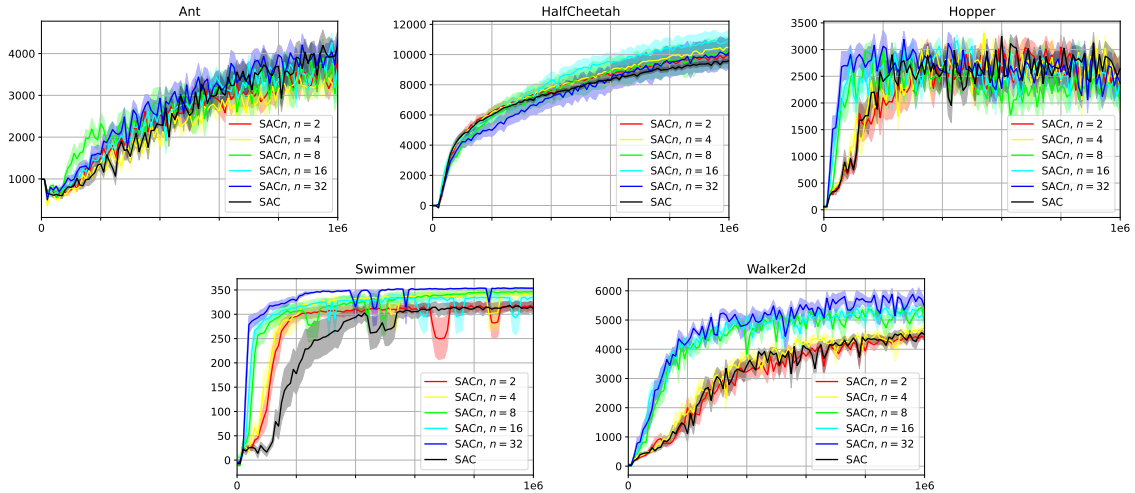 Ant
4000
3000
2000
1000
0
1e6
SACn, n = 2
SACn, n = 4
SACn, n = 8
SACn, n = 16
SACn, n = 32
SAC
HalfCheetah
12000
10000
8000
6000
4000
2000
0
0
1e6
SACn, n = 2
SACn, n = 4
SACn, n = 8
SACn, n = 16
SACn, n = 32
SAC
Hopper
3500
3000
2500
2000
1500
1000
500
0
0
1e6
SACn, n = 2
SACn, n = 4
SACn, n = 8
SACn, n = 16
SACn, n = 32
SAC
Swimmer
350
300
250
200
150
100
50
0
0
1e6
SACn, n = 2
SACn, n = 4
SACn, n = 8
SACn, n = 16
SACn, n = 32
SAC
Walker2d
6000
5000
4000
3000
2000
1000
0
0
1e6
SACn, n = 2
SACn, n = 4
SACn, n = 8
SACn, n = 16
SACn, n = 32
SAC